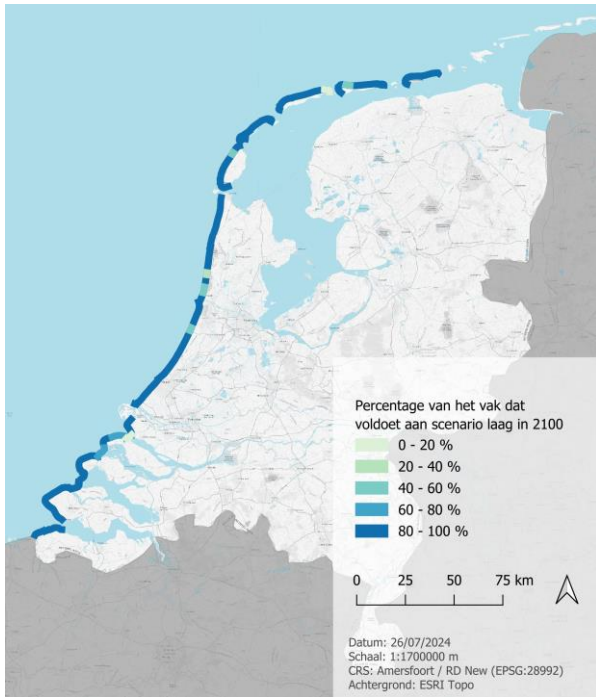 Percentage van het vak dat
voldoet aan scenario laag in 2100
0 - 20 %
20 - 40 %
40 - 60 %
60 - 80 %
80 - 100 %
0 25 50 75 km
Datum: 26/07/2024
Schaal: 1:1700000 m
CRS: Amersfoort / RD New (EPSG:28992)
Achtergrond: ESRI Topo